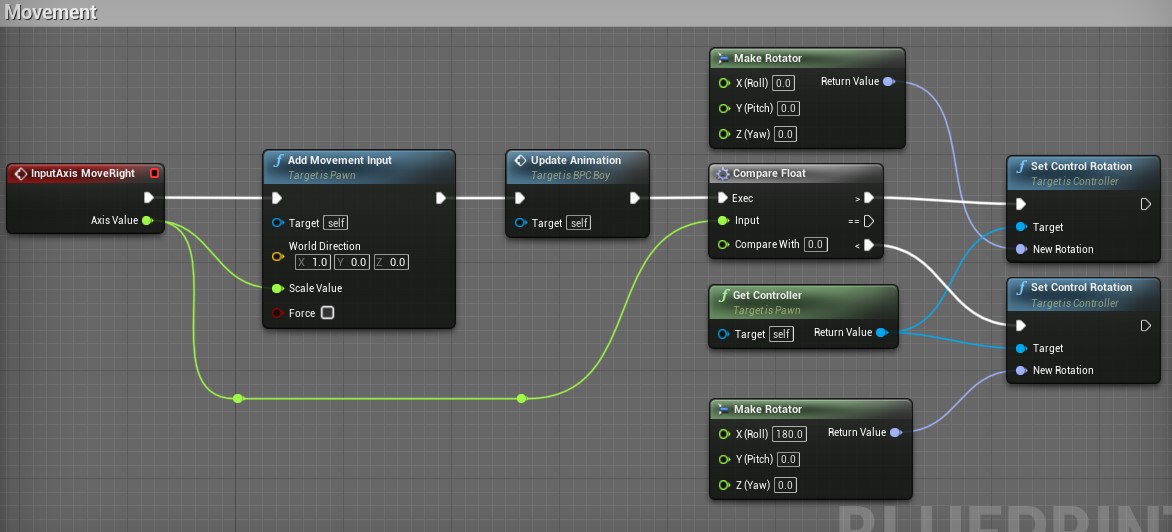 Movement
InputAxis MoveRight
Axis Value
Add Movement Input
Target is Pawn
Target self
World Direction
X 1.0 Y 0.0 Z 0.0
Scale Value
Force
Update Animation
Target is BPC Boy
Target self
Make Rotator
X (Roll) 0.0 Return Value
Y (Pitch) 0.0
Z (Yaw) 0.0
Compare Float
Exec >
Input ==
Compare With 0.0 <
Get Controller
Target is Pawn
Target self Return Value
Make Rotator
X (Roll) 180.0 Return Value
Y (Pitch) 0.0
Z (Yaw) 0.0
Set Control Rotation
Target is Controller
Target
New Rotation
Set Control Rotation
Target is Controller
Target
New Rotation
BLUEPRINT